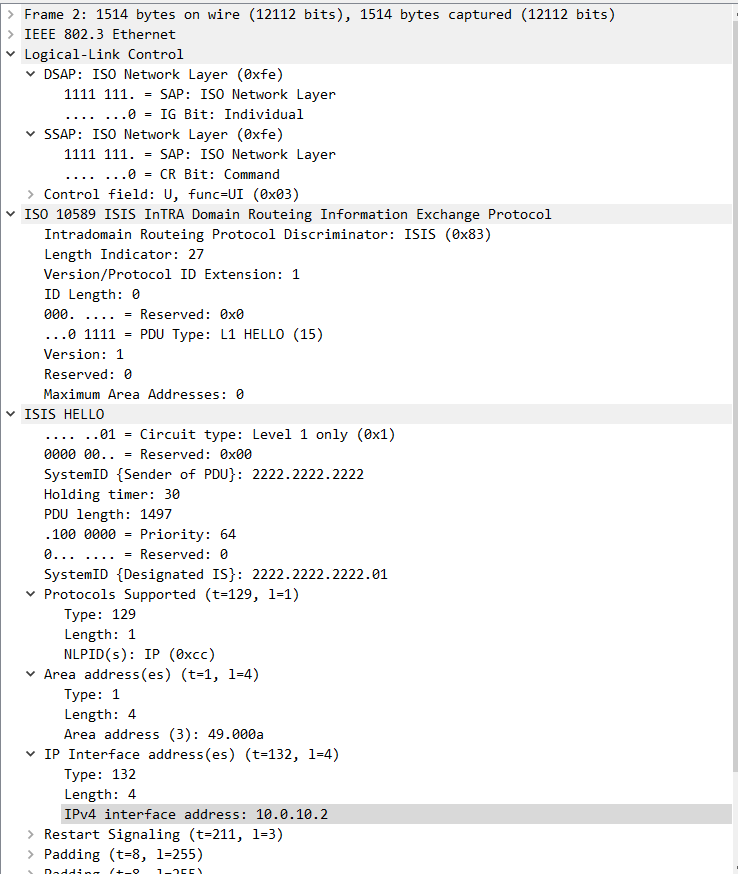 Frame 2: 1514 bytes on wire (12112 bits), 1514 bytes captured (12112 bits)
IEEE 802.3 Ethernet
Logical-Link Control
DSAP: ISO Network Layer (0xfe)
1111 111. = SAP: ISO Network Layer
.... ...0 = IG Bit: Individual
SSAP: ISO Network Layer (0xfe)
1111 111. = SAP: ISO Network Layer
.... ...0 = CR Bit: Command
Control field: U, func=UI (0x03)
ISO 10589 ISIS InTRA Domain Routeing Information Exchange Protocol
Intradomain Routeing Protocol Discriminator: ISIS (0x83)
Length Indicator: 27
Version/Protocol ID Extension: 1
ID Length: 0
000. .... = Reserved: 0x0
...0 1111 = PDU Type: L1 HELLO (15)
Version: 1
Reserved: 0
Maximum Area Addresses: 0
ISIS HELLO
.... ..01 = Circuit type: Level 1 only (0x1)
0000 00.. = Reserved: 0x00
SystemID {Sender of PDU}: 2222.2222.2222
Holding timer: 30
PDU length: 1497
.100 0000 = Priority: 64
0... .... = Reserved: 0
SystemID {Designated IS}: 2222.2222.2222.01
Protocols Supported (t=129, l=1)
Type: 129
Length: 1
NLPID(s): IP (0xcc)
Area address(es) (t=1, l=4)
Type: 1
Length: 4
Area address (3): 49.000a
IP Interface address(es) (t=132, l=4)
Type: 132
Length: 4
IPv4 interface address: 10.0.10.2
Restart Signaling (t=211, l=3)
Padding (t=8, l=255)
Padding (t=8, l=255)